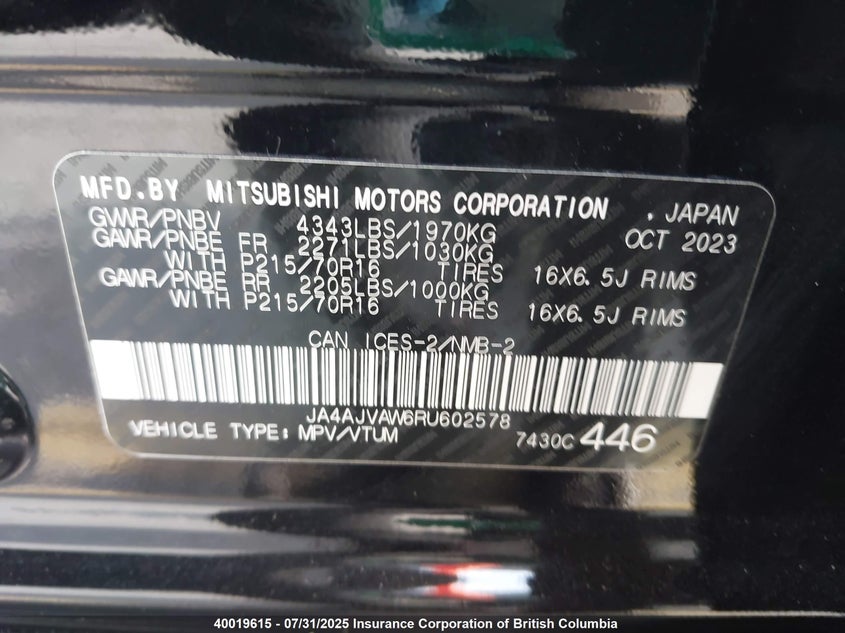 MFD.BY MITSUBISHI MOTORS CORPORATION . JAPAN
GWVR/PNBV 4343LBS/1970KG OCT 2023
GAWR/PNBE FR 2271LBS/1030KG
WITH P215/70R16 TIRES 16X6.5J RIMS
GAWR/PNBE RR 2205LBS/1000KG
WITH P215/70R16 TIRES 16X6.5J RIMS
CAN ICES-2/NMB-2
JA4AJVAW6RU602578
VEHICLE TYPE: MPV/VTUM 7430C 446
40019615 - 07/31/2025 Insurance Corporation of British Columbia